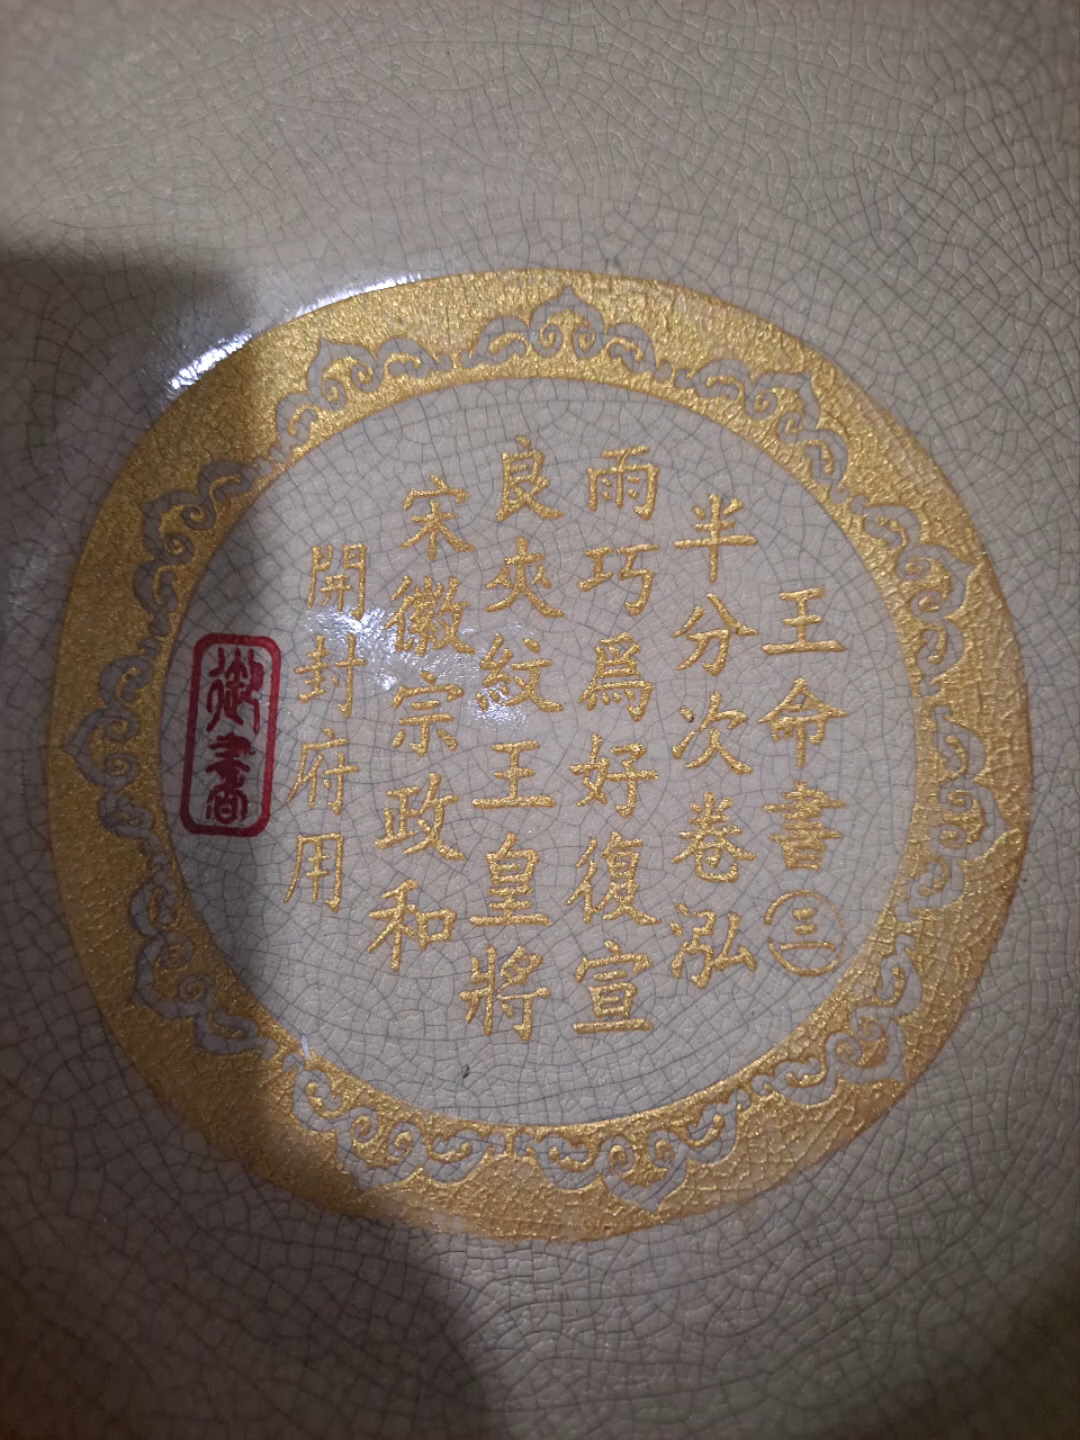 王命書㊂
半分次卷泓
雨巧爲好復宣
良夾紋王皇將
宋徽宗政和
開封府用
御書